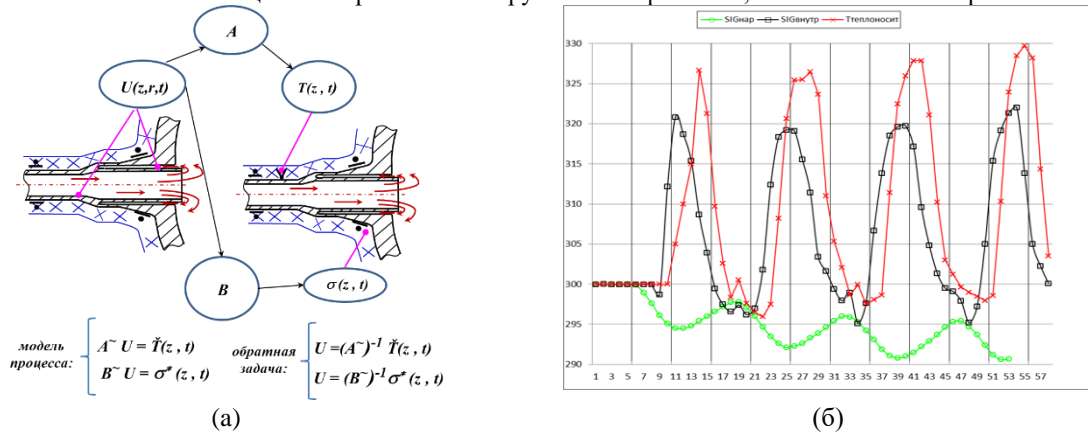 A
U(z,r,t)
T(z , t)
B
σ(z , t)
модель процесса:
A~ U = Ť(z , t)
B~ U = σ* (z , t)
обратная задача:
U =(A~)-1 Ť(z , t)
U = (B~)-1 σ* (z , t)
(а)
SIGнар SIGвнутр Tтеплоносит
330
325
320
315
310
305
300
295
290
1 3 5 7 9 11 13 15 17 19 21 23 25 27 29 31 33 35 37 39 41 43 45 47 49 51 53 55 57
(б)